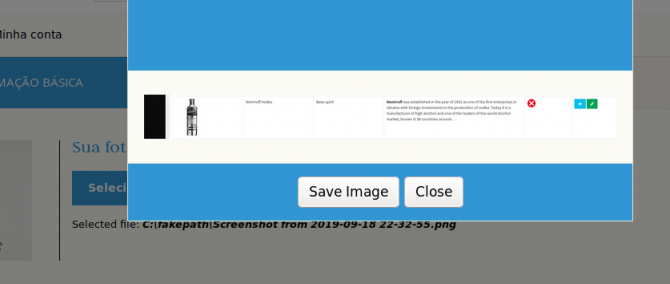 Minha conta
MAÇÃO BÁSICA
Nemiroff Vodka
Base spirit
Nemiroff was established in the year of 1992 as one of the first enterprises in
Ukraine with foreign investments in the production of vodka. Today it is a
manufacturer of high alcohol and one of the leaders of the world alcohol
market, known in 80 countries around. ...
Sua fot
Seleci
Save Image
Close
Selected file: C:\fakepath\Screenshot from 2019-09-18 22-32-55.png